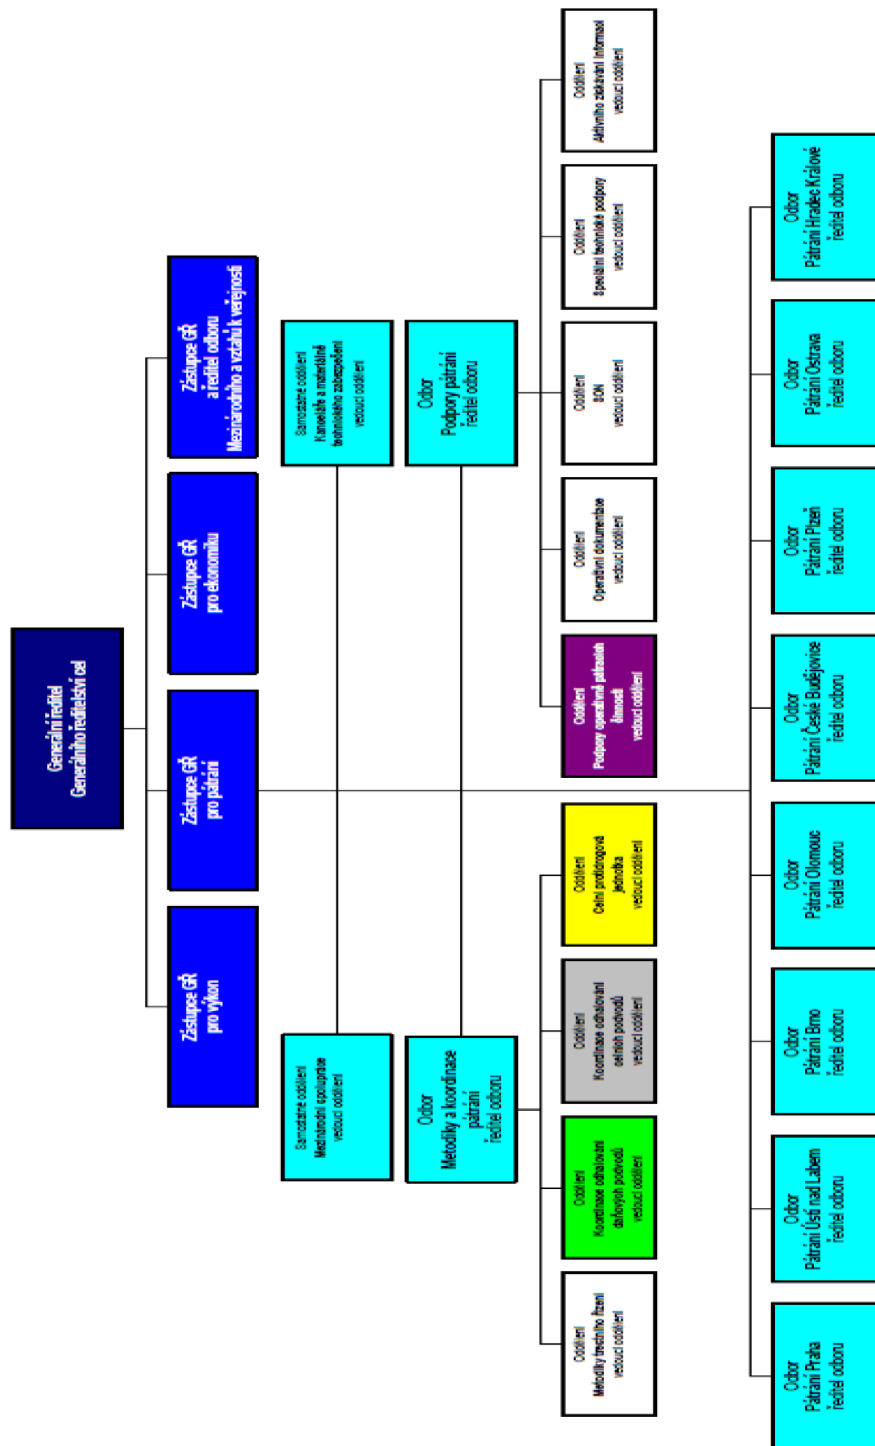 Generální ředitel
Generálního ředitelství cel
Zástupce GŘ
pro výkon
Zástupce GŘ
pro pátrání
Zástupce GŘ
pro ekonomiku
Zástupce GŘ
a ředitel odboru
Mezinárodního a vztahů k veřejnosti
Samostatné oddělení
Mezinárodní spolupráce
vedoucí oddělení
Samostatné oddělení
Kanceláře a materiálně
technického zabezpečení
vedoucí oddělení
Odbor
Metodiky a koordinace
pátrání
ředitel odboru
Odbor
Podpory pátrání
ředitel odboru
Oddělení
Metodiky trestního řízení
vedoucí oddělení
Oddělení
Koordinace odhalování
daňových podvodů
vedoucí oddělení
Oddělení
Koordinace odhalování
celních podvodů
vedoucí oddělení
Oddělení
Celní protidrogová
jednotka
vedoucí oddělení
Oddělení
Podpory operativně pátracích
činností
vedoucí oddělení
Oddělení
Operativní dokumentace
vedoucí oddělení
Oddělení
SON
vedoucí oddělení
Oddělení
Speciální technické podpory
vedoucí oddělení
Oddělení
Aktivního získávání informací
vedoucí oddělení
Odbor
Pátrání Praha
ředitel odboru
Odbor
Pátrání Ústí nad Labem
ředitel odboru
Odbor
Pátrání Brno
ředitel odboru
Odbor
Pátrání Olomouc
ředitel odboru
Odbor
Pátrání České Budějovice
ředitel odboru
Odbor
Pátrání Plzeň
ředitel odboru
Odbor
Pátrání Ostrava
ředitel odboru
Odbor
Pátrání Hradec Králové
ředitel odboru